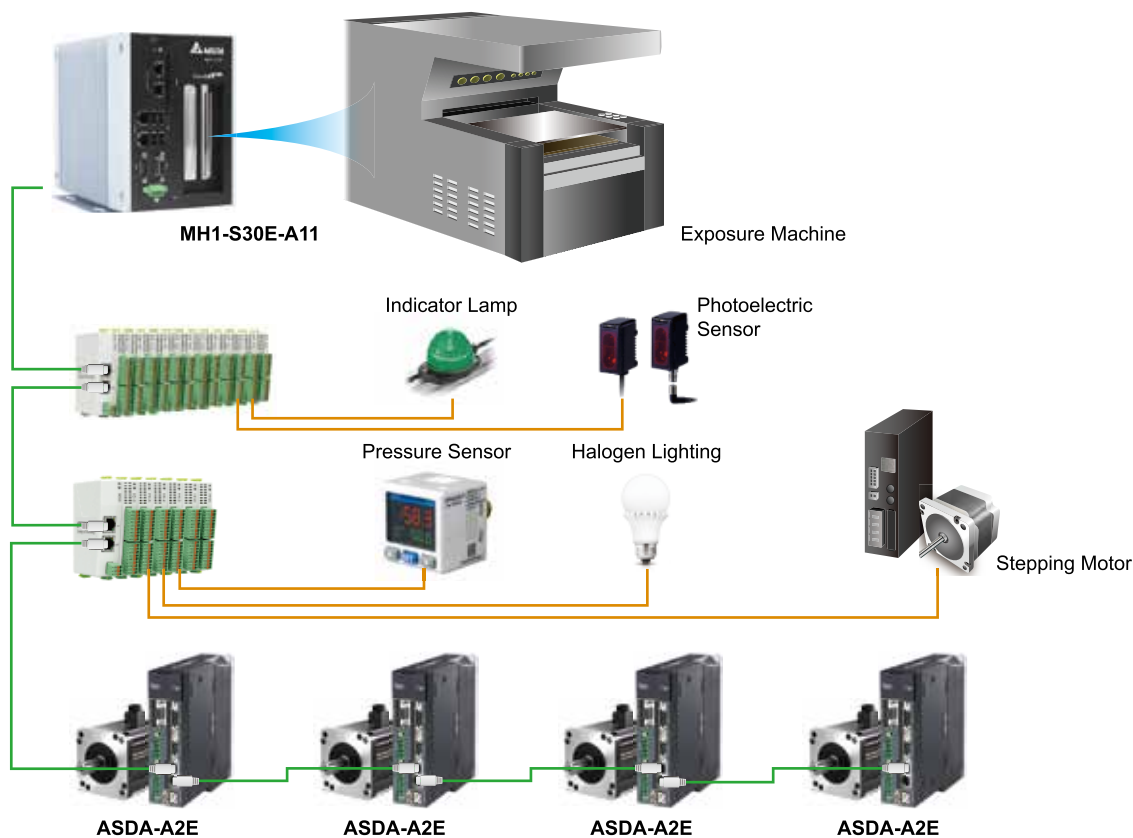 MH1-S30E-A11
Exposure Machine
Indicator Lamp
Photoelectric
Sensor
Pressure Sensor
Halogen Lighting
Stepping Motor
ASDA-A2E
ASDA-A2E
ASDA-A2E
ASDA-A2E